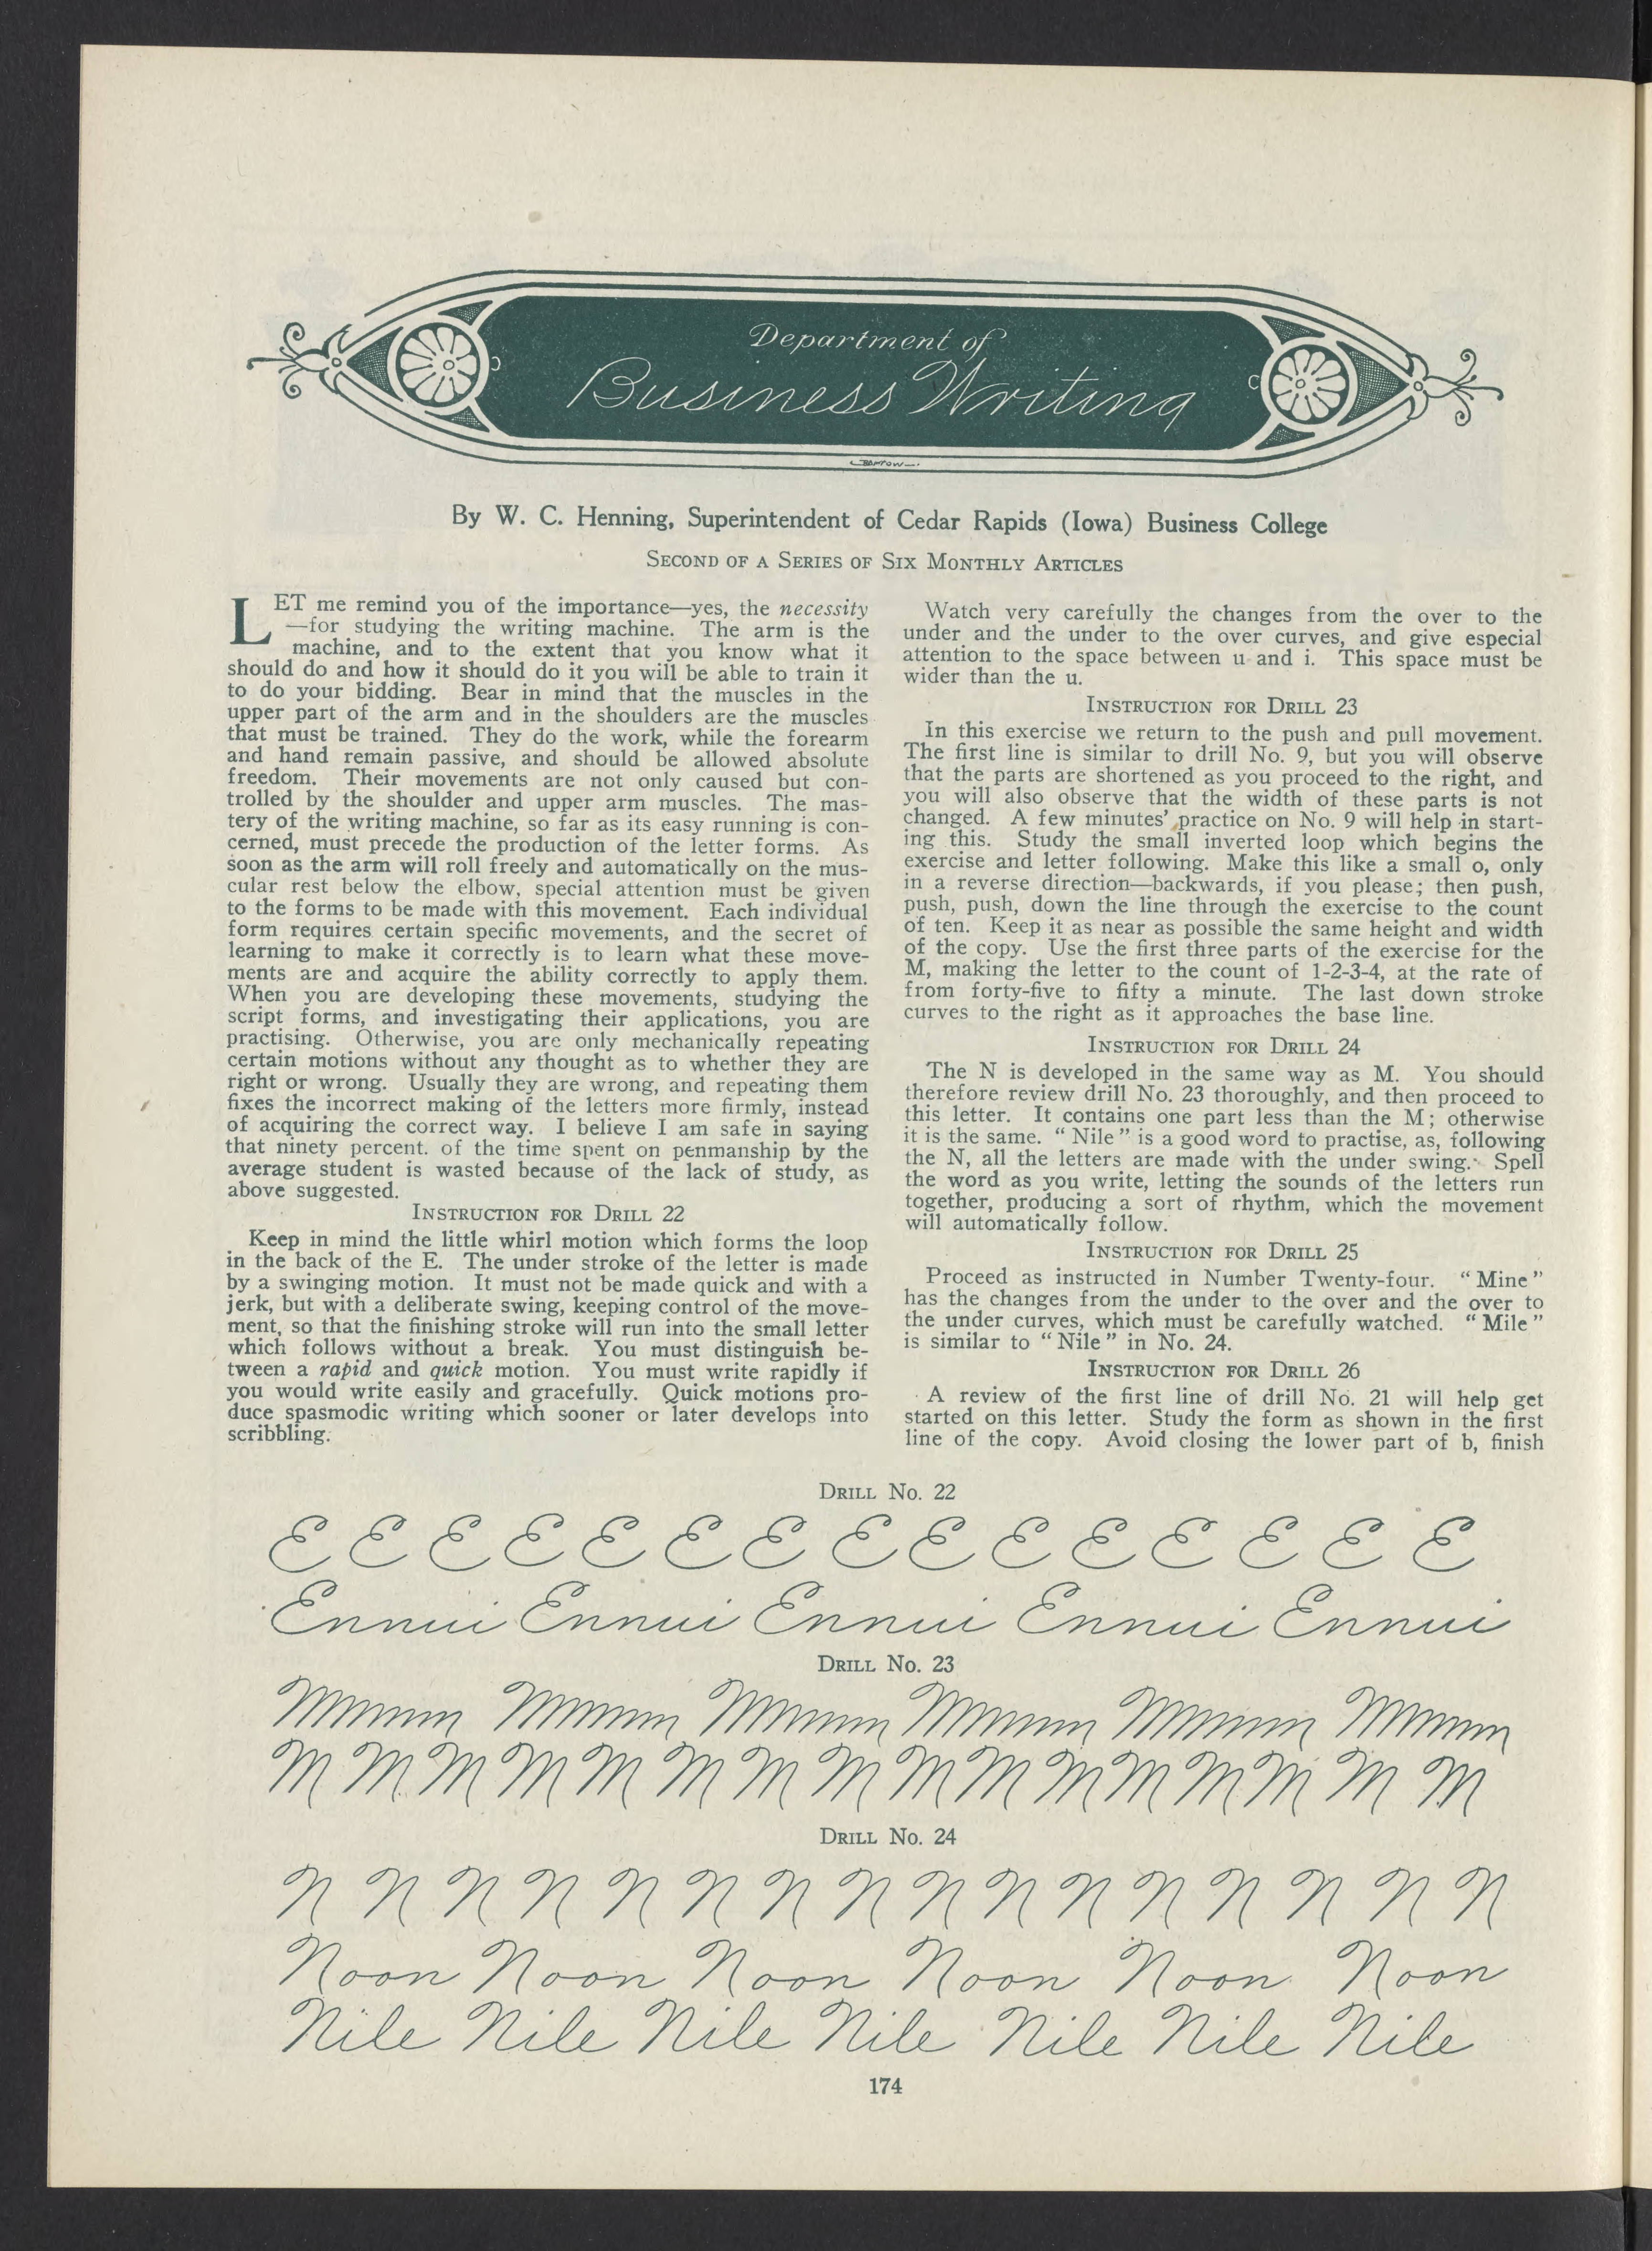 Department of
Business Writing
By W. C. Henning, Superintendent of Cedar Rapids (Iowa) Business College
SECOND OF A SERIES OF SIX MONTHLY ARTICLES
LET me remind you of the importance—yes, the necessity
—for studying the writing machine. The arm is the
machine, and to the extent that you know what it
should do and how it should do it you will be able to train it
to do your bidding. Bear in mind that the muscles in the
upper part of the arm and in the shoulders are the muscles
that must be trained. They do the work, while the forearm
and hand remain passive, and should be allowed absolute
freedom. Their movements are not only caused but con-
trolled by the shoulder and upper arm muscles. The mas-
tery of the writing machine, so far as its easy running is con-
cerned, must precede the production of the letter forms. As
soon as the arm will roll freely and automatically on the mus-
cular rest below the elbow, special attention must be given
to the forms to be made with this movement. Each individual
form requires certain specific movements, and the secret of
learning to make it correctly is to learn what these move-
ments are and acquire the ability correctly to apply them.
When you are developing these movements, studying the
script forms, and investigating their applications, you are
practising. Otherwise, you are only mechanically repeating
certain motions without any thought as to whether they are
right or wrong. Usually they are wrong, and repeating them
fixes the incorrect making of the letters more firmly, instead
of acquiring the correct way. I believe I am safe in saying
that ninety percent. of the time spent on penmanship by the
average student is wasted because of the lack of study, as
above suggested.
INSTRUCTION FOR DRILL 22
Keep in mind the little whirl motion which forms the loop
in the back of the E. The under stroke of the letter is made
by a swinging motion. It must not be made quick and with a
jerk, but with a deliberate swing, keeping control of the move-
ment, so that the finishing stroke will run into the small letter
which follows without a break. You must distinguish be-
tween a rapid and quick motion. You must write rapidly if
you would write easily and gracefully. Quick motions pro-
duce spasmodic writing which sooner or later develops into
scribbling.
Watch very carefully the changes from the over to the
under and the under to the over curves, and give especial
attention to the space between u and i. This space must be
wider than the u.
INSTRUCTION FOR DRILL 23
In this exercise we return to the push and pull movement.
The first line is similar to drill No. 9, but you will observe
that the parts are shortened as you proceed to the right, and
you will also observe that the width of these parts is not
changed. A few minutes' practice on No. 9 will help in start-
ing this. Study the small inverted loop which begins the
exercise and letter following. Make this like a small o, only
in a reverse direction—backwards, if you please; then push,
push, push, down the line through the exercise to the count
of ten. Keep it as near as possible the same height and width
of the copy. Use the first three parts of the exercise for the
M, making the letter to the count of 1-2-3-4, at the rate of
from forty-five to fifty a minute. The last down stroke
curves to the right as it approaches the base line.
INSTRUCTION FOR DRILL 24
The N is developed in the same way as M. You should
therefore review drill No. 23 thoroughly, and then proceed to
this letter. It contains one part less than the M; otherwise
it is the same. "Nile" is a good word to practise, as, following
the N, all the letters are made with the under swing. Spell
the word as you write, letting the sounds of the letters run
together, producing a sort of rhythm, which the movement
will automatically follow.
INSTRUCTION FOR DRILL 25
Proceed as instructed in Number Twenty-four. "Mine"
has the changes from the under to the over and the over to
the under curves, which must be carefully watched. "Mile"
is similar to "Nile" in No. 24.
INSTRUCTION FOR DRILL 26
A review of the first line of drill No. 21 will help get
started on this letter. Study the form as shown in the first
line of the copy. Avoid closing the lower part of b, finish
DRILL NO. 22
E E E E E E E E E E E E E E E
Ennui Ennui Ennui Ennui Ennui
DRILL NO. 23
M M M M M M M M M M M M M M M M
DRILL NO. 24
N N N N N N N N N N N N N N N N
Noon Noon Noon Noon Noon Noon
Nile Nile Nile Nile Nile Nile Nile
174